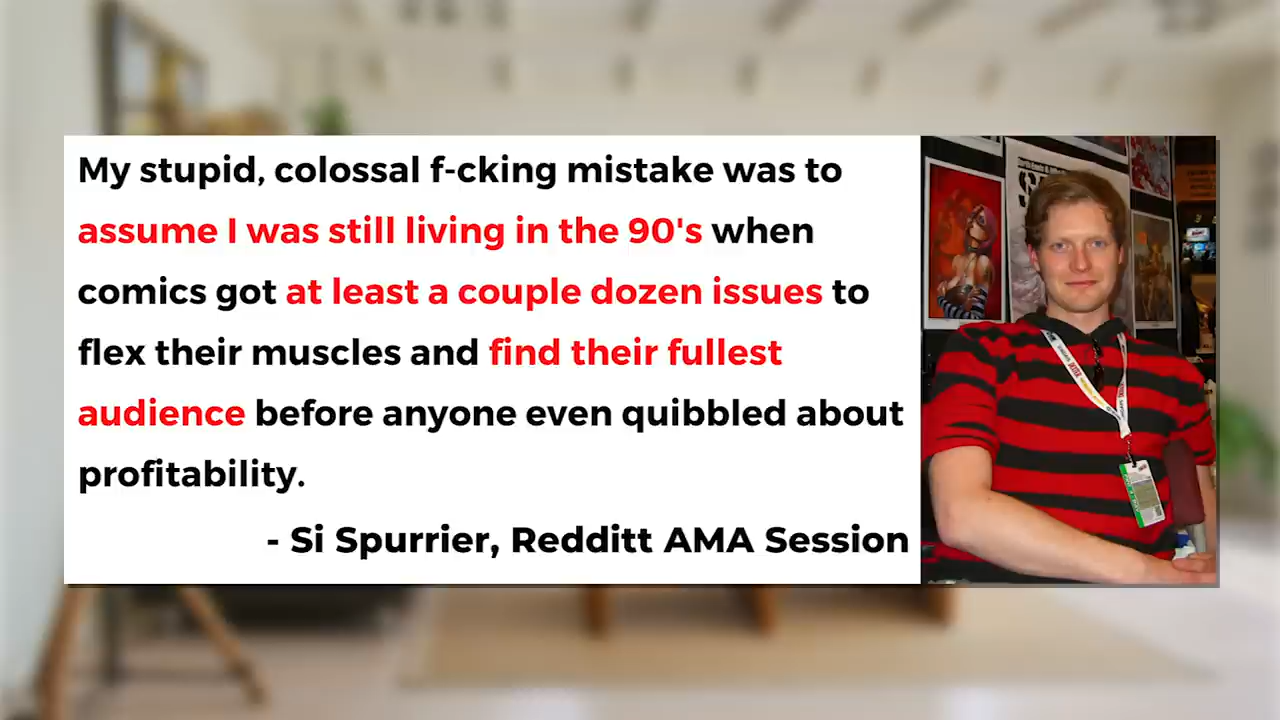 My stupid, colossal f-cking mistake was to
assume I was still living in the 90's when
comics got at least a couple dozen issues to
flex their muscles and find their fullest
audience before anyone even quibbled about
profitability.
- Si Spurrier, Redditt AMA Session